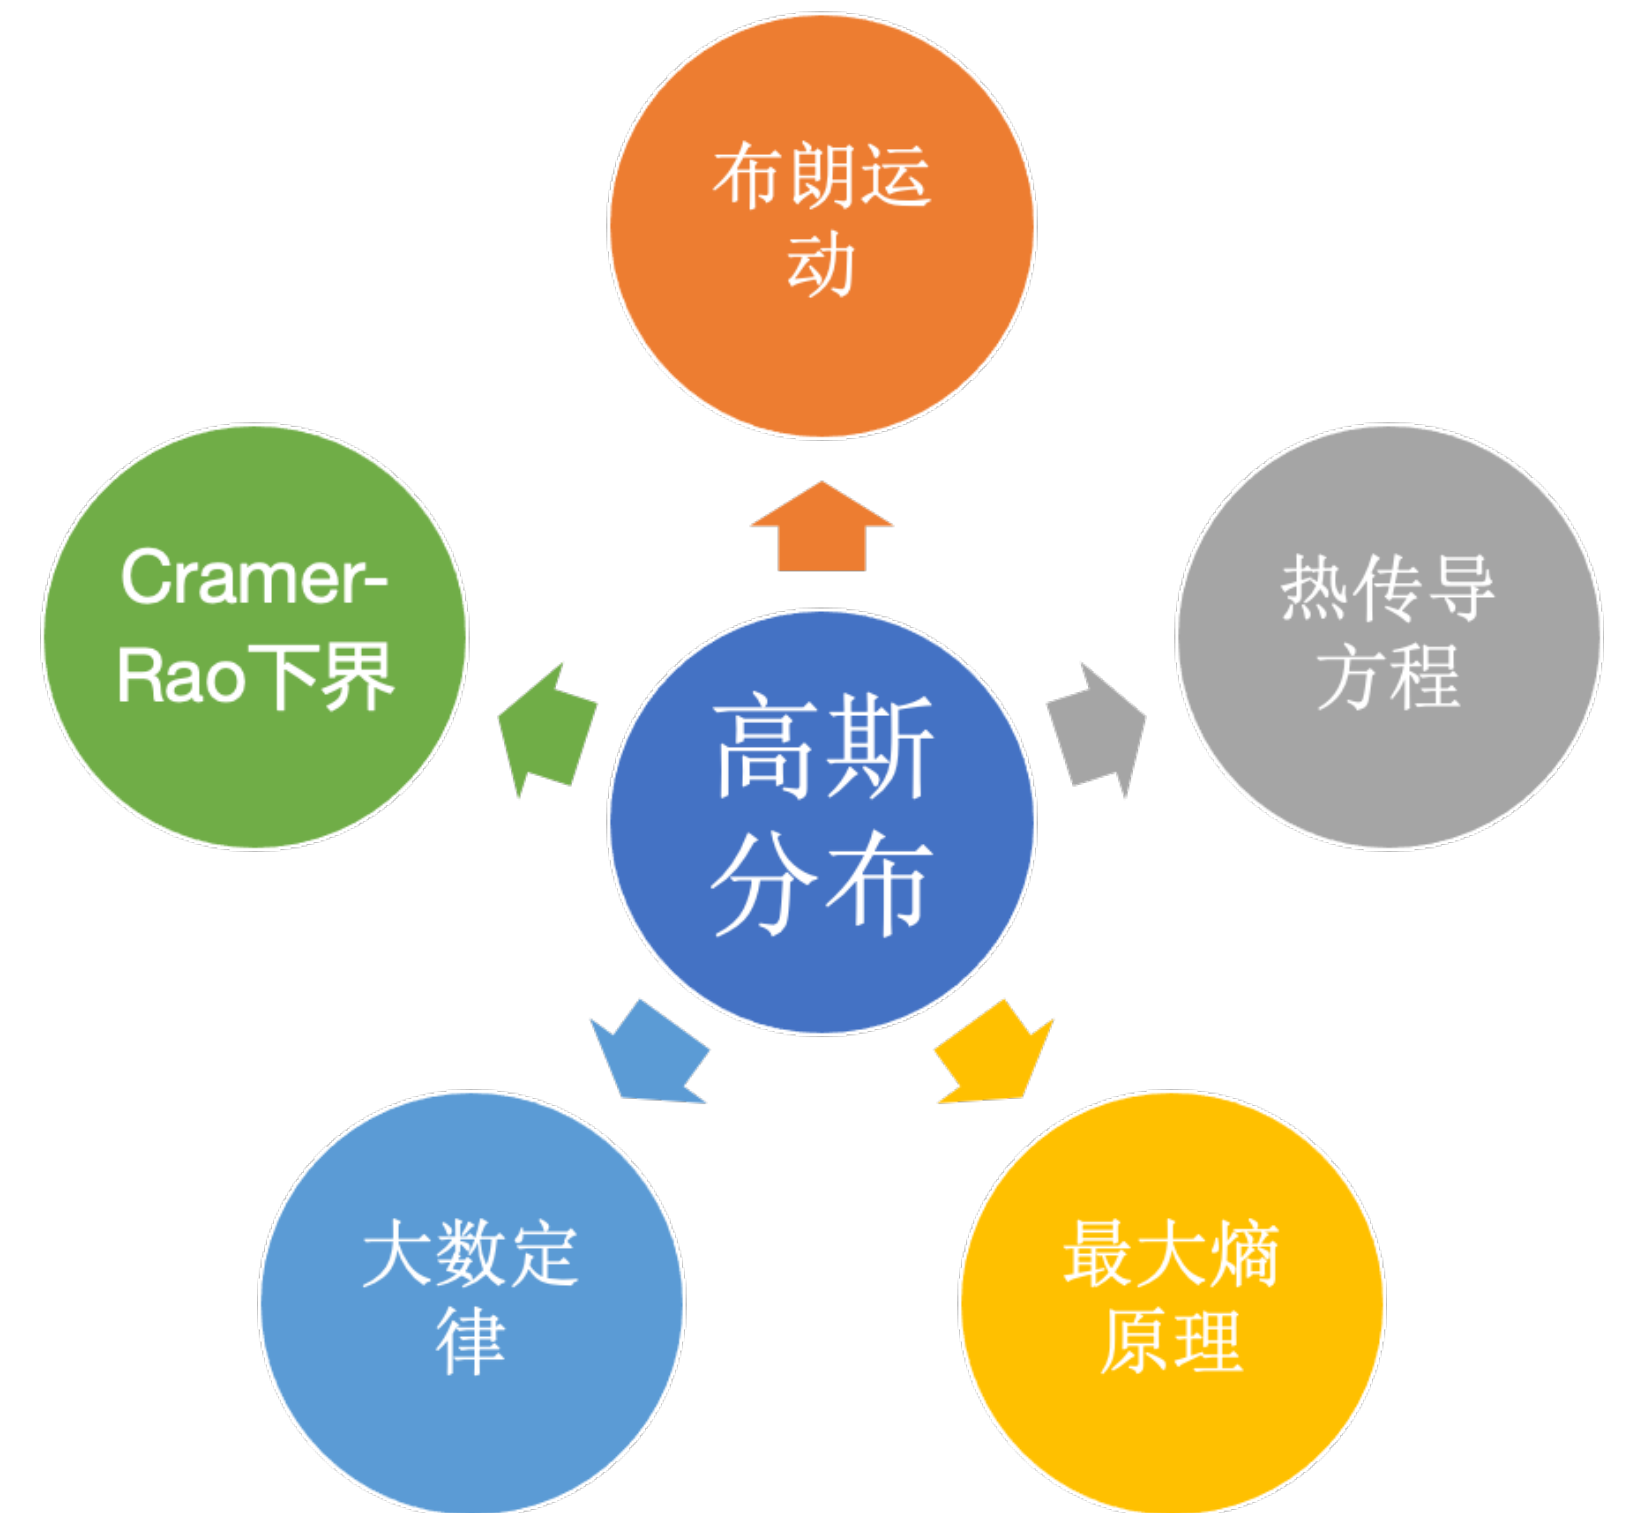 布朗运
动
Cramer-
Rao下界
热传导
方程
高斯
分布
大数定
律
最大熵
原理